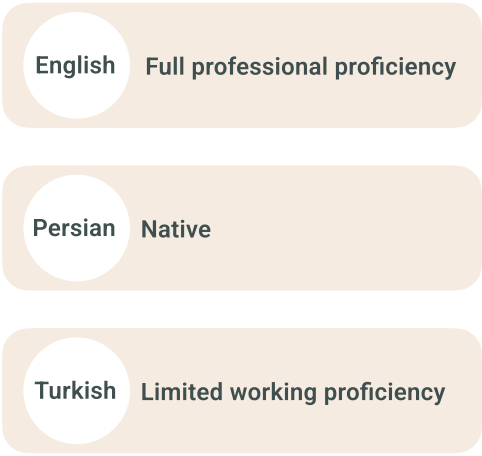 English Full professional proficiency
Persian Native
Turkish Limited working proficiency